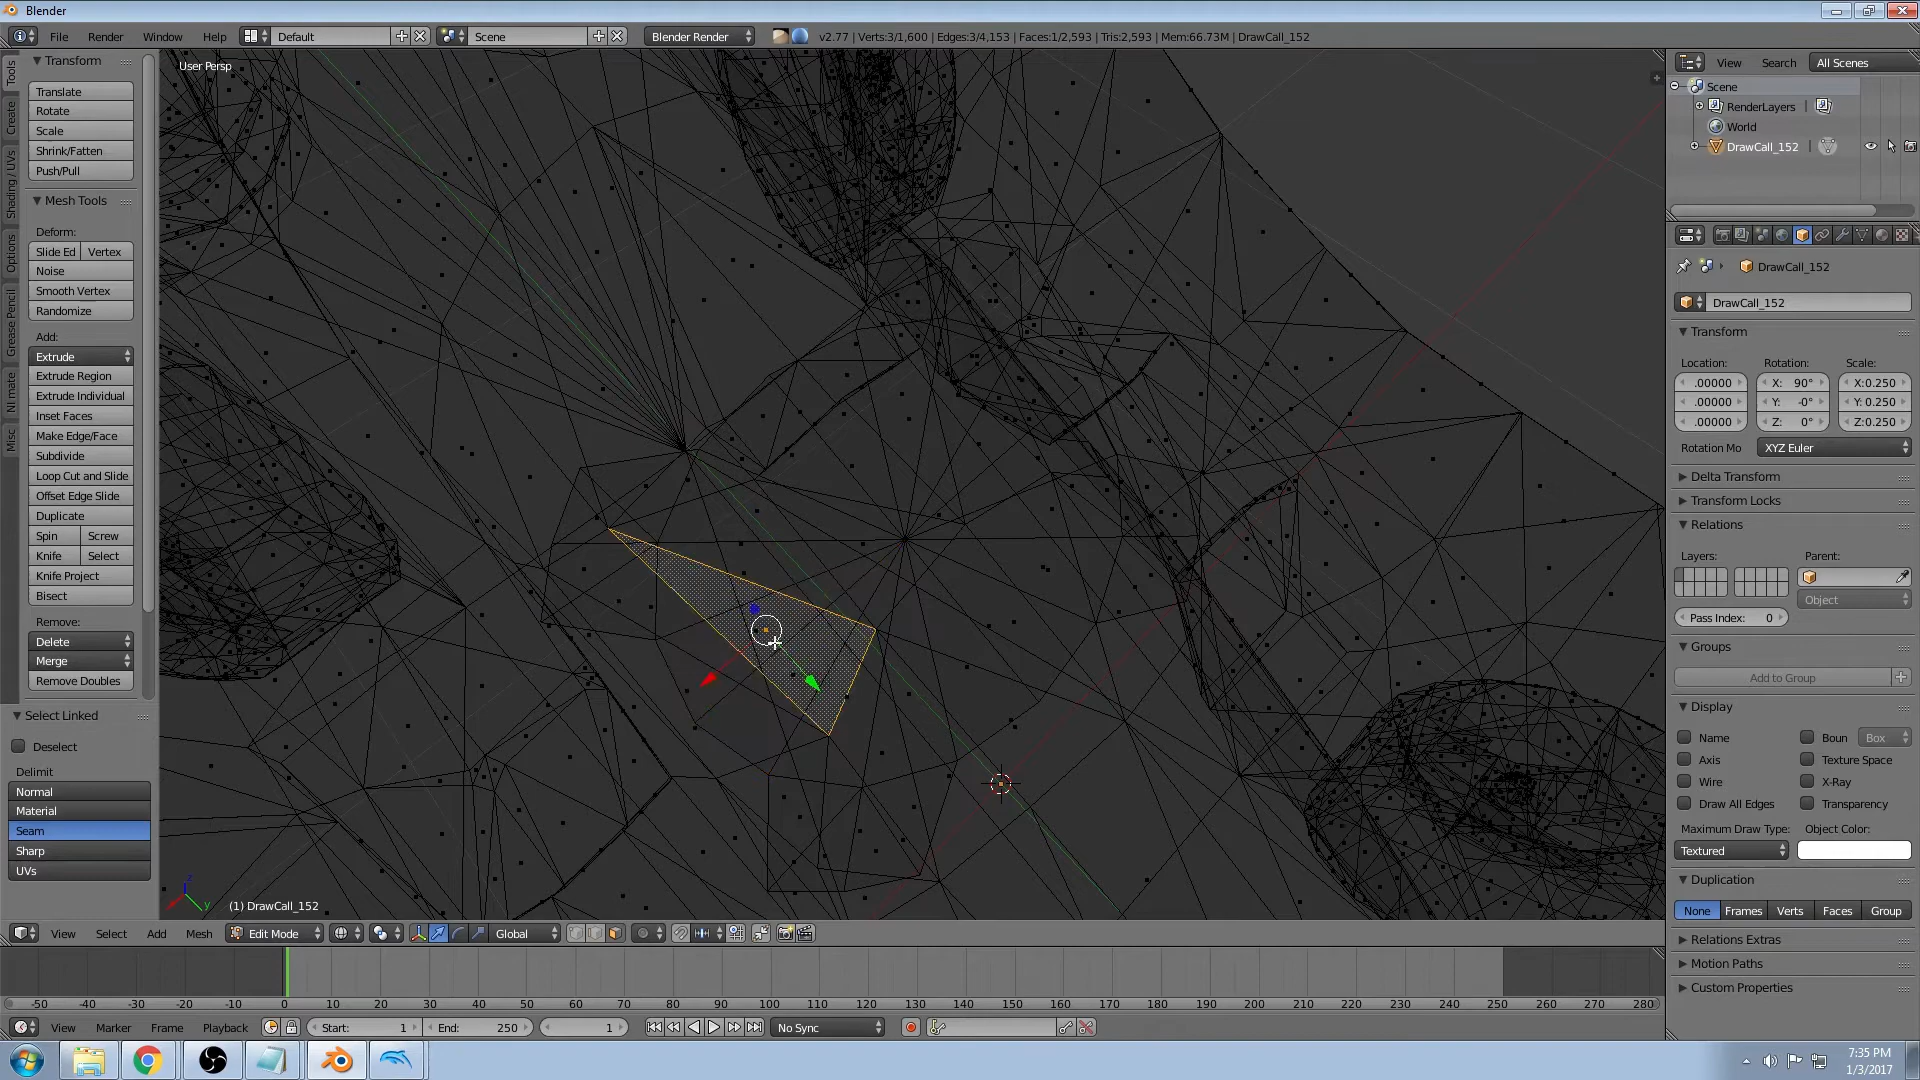 Blender
File Render Window Help Default Scene Blender Render v2.77 | Verts:3/1,600 | Edges:3/4,153 | Faces:1/2,593 | Tris:2,593 | Mem:66.73M | DrawCall_152
User Persp
Tools
Create
Shading / UVs
Options
Grease Pencil
NI mate
Misc
Transform
Translate
Rotate
Scale
Shrink/Fatten
Push/Pull
Mesh Tools
Deform:
Slide Ed Vertex
Noise
Smooth Vertex
Randomize
Add:
Extrude
Extrude Region
Extrude Individual
Inset Faces
Make Edge/Face
Subdivide
Loop Cut and Slide
Offset Edge Slide
Duplicate
Spin Screw
Knife Select
Knife Project
Bisect
Remove:
Delete
Merge
Remove Doubles
Select Linked
Deselect
Delimit
Normal
Material
Seam
Sharp
UVs
z
y
(1) DrawCall_152
View Select Add Mesh Edit Mode Global
View Search All Scenes
Scene
RenderLayers
World
DrawCall_152
DrawCall_152
DrawCall_152
Transform
Location: Rotation: Scale:
.00000 X: 90° X:0.250
.00000 Y: -0° Y: 0.250
.00000 Z: 0° Z:0.250
Rotation Mo XYZ Euler
Delta Transform
Transform Locks
Relations
Layers: Parent:
Object
Pass Index: 0
Groups
Add to Group
Display
Name Boun Box
Axis Texture Space
Wire X-Ray
Draw All Edges Transparency
Maximum Draw Type: Object Color:
Textured
Duplication
None Frames Verts Faces Group
Relations Extras
Motion Paths
Custom Properties
-50 -40 -30 -20 -10 0 10 20 30 40 50 60 70 80 90 100 110 120 130 140 150 160 170 180 190 200 210 220 230 240 250 260 270 280
View Marker Frame Playback Start: 1 End: 250 1 No Sync
7:35 PM
1/3/2017